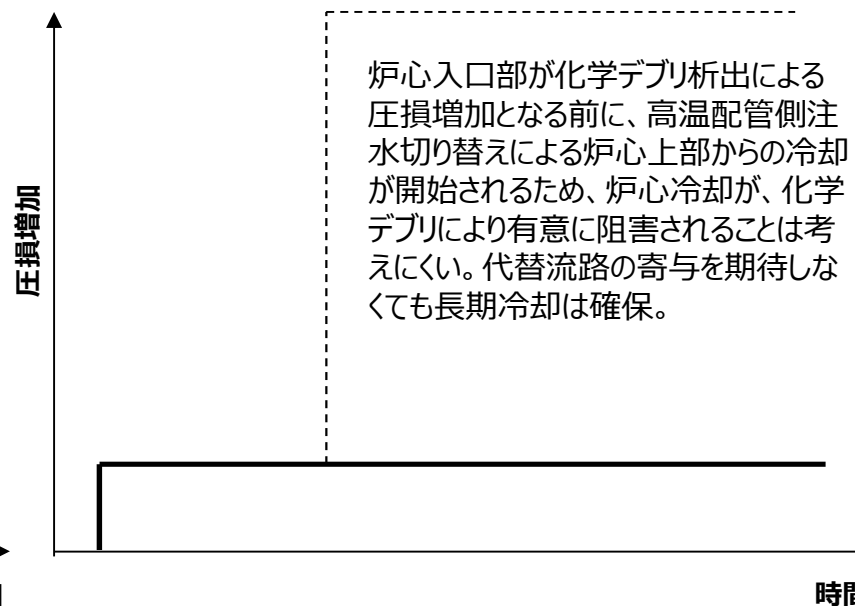 炉心入口部が化学デブリ析出による
圧損増加となる前に、高温配管側注
水切り替えによる炉心上部からの冷却
が開始されるため、炉心冷却が、化学
デブリにより有意に阻害されることは考
えにくい。代替流路の寄与を期待しな
くても長期冷却は確保。
圧損増加
時間